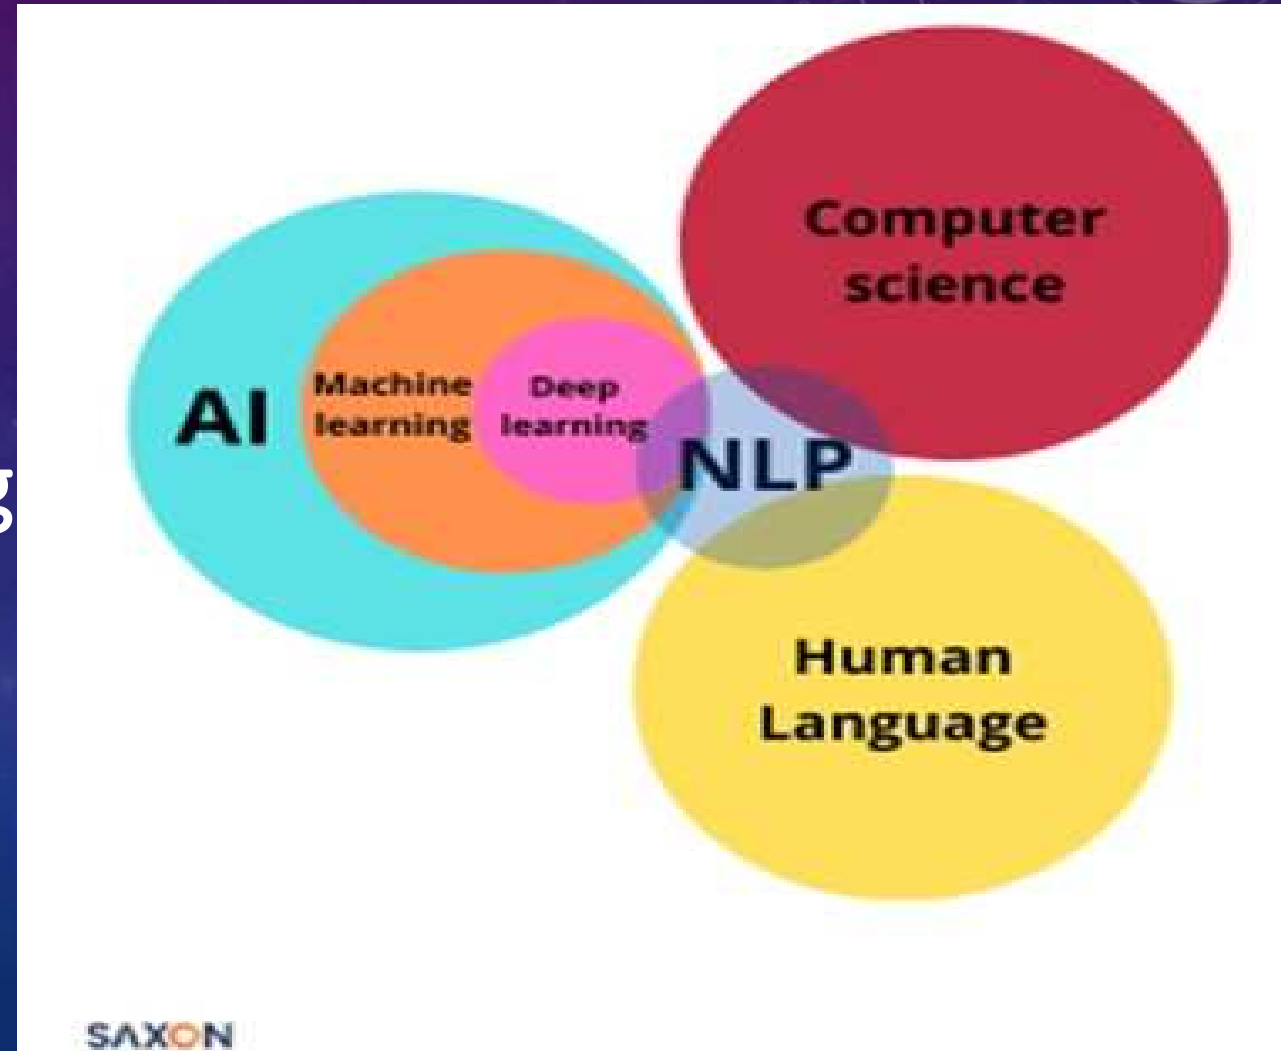 Computer
science
AI
Machine
learning
Deep
learning
NLP
g
Human
Language
SAXON